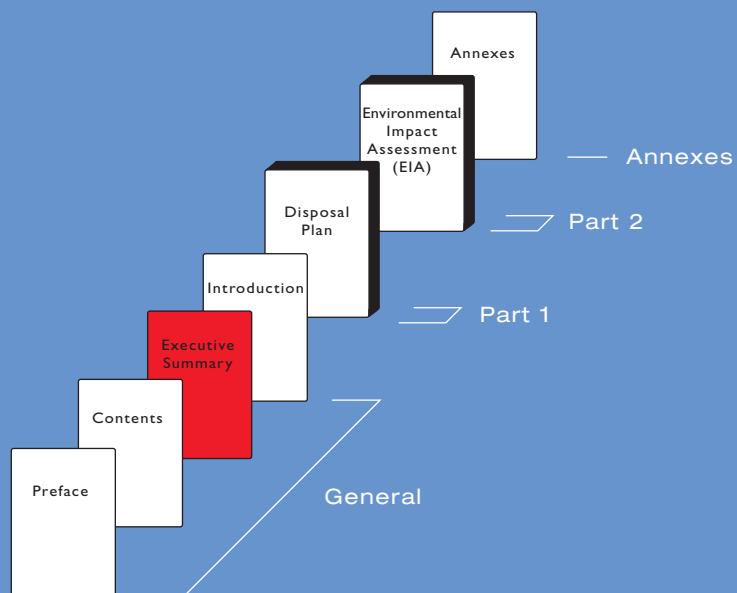 Annexes
Environmental
Impact
Assessment
(EIA)
Annexes
Disposal
Plan
Part 2
Introduction
Part 1
Executive
Summary
Contents
Preface
General